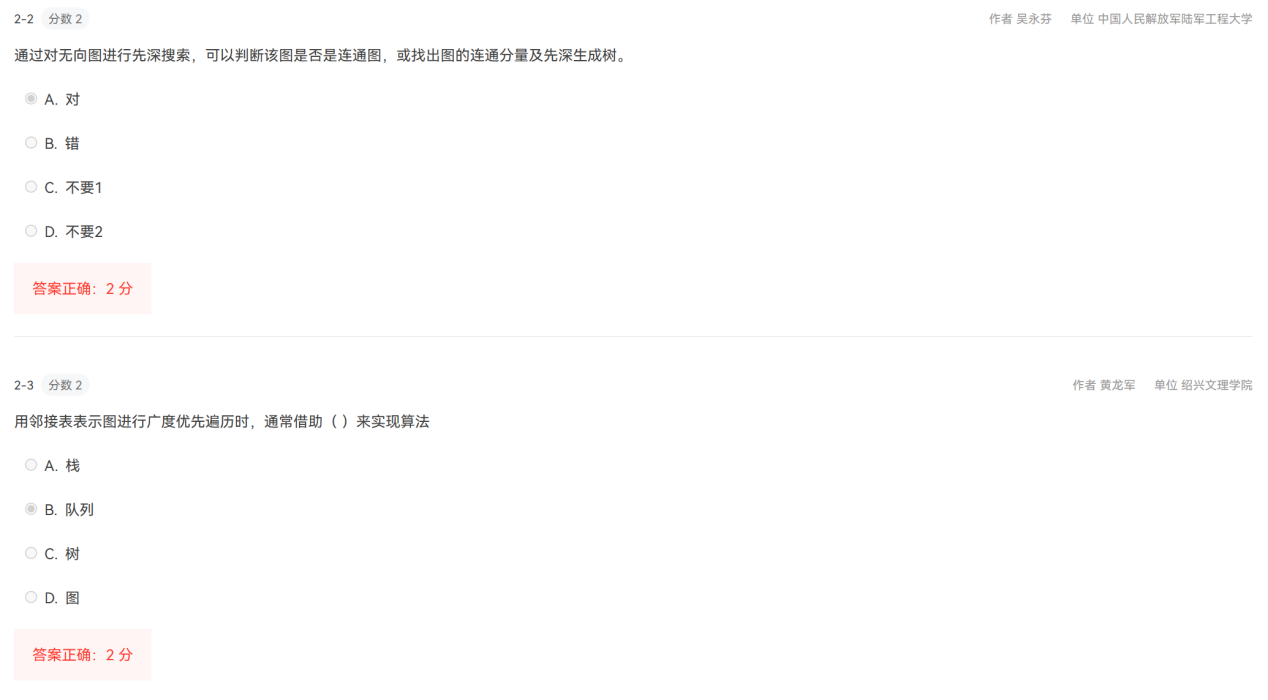 2-2 分数 2 作者 吴永芬 单位 中国人民解放军陆军工程大学
通过对无向图进行先深搜索，可以判断该图是否是连通图，或找出图的连通分量及先深生成树。
A. 对
B. 错
C. 不要1
D. 不要2
答案正确：2 分
2-3 分数 2 作者 黄龙军 单位 绍兴文理学院
用邻接表表示图进行广度优先遍历时，通常借助（ ）来实现算法
A. 栈
B. 队列
C. 树
D. 图
答案正确：2 分